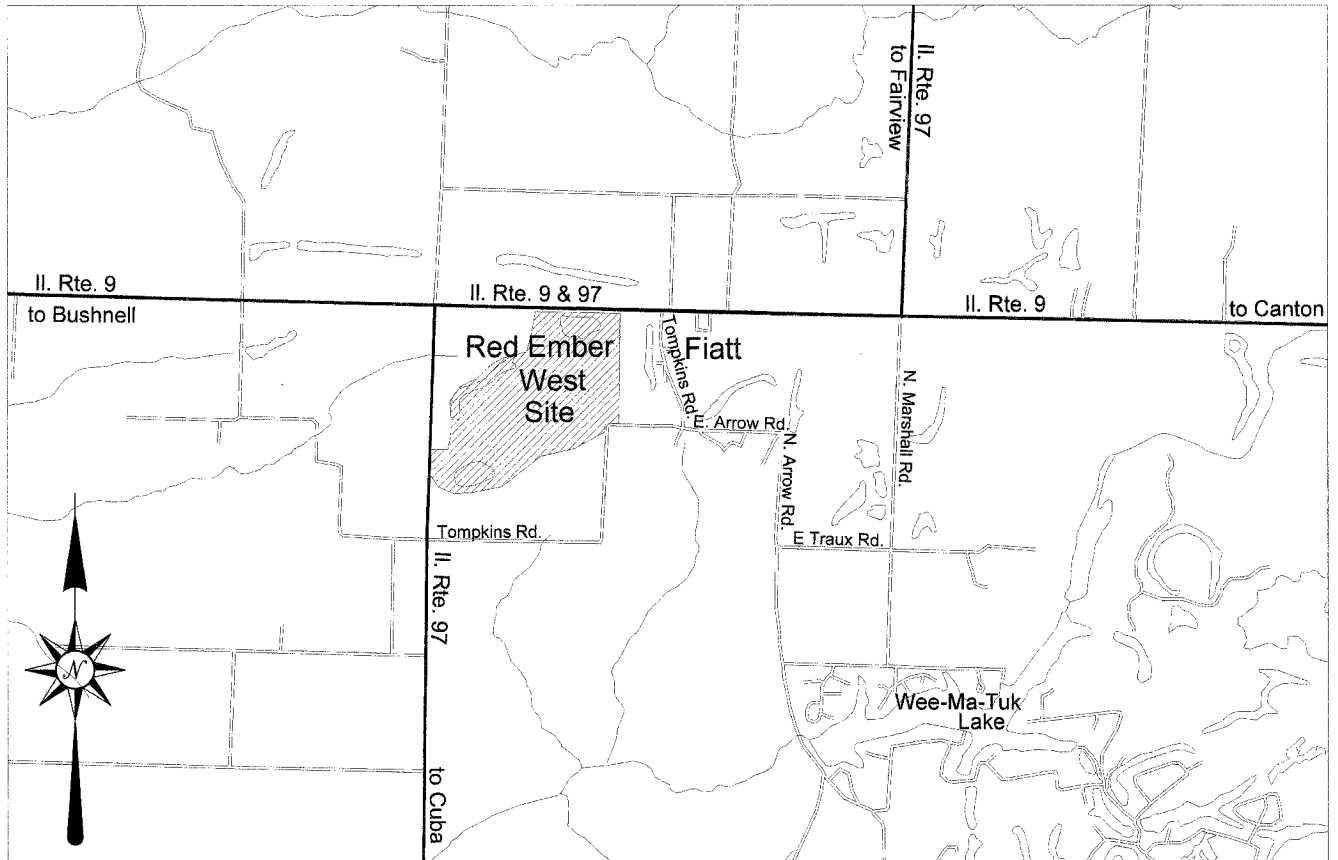 Il. Rte. 97
to Fairview
Il. Rte. 9
to Bushnell
Il. Rte. 9 & 97
Il. Rte. 9
to Canton
Red Ember
West
Site
Tompkins Rd.
Fiatt
E. Arrow Rd.
N. Arrow Rd.
N. Marshall Rd.
Tompkins Rd.
E Traux Rd.
Il. Rte. 97
to Cuba
N
Wee-Ma-Tuk
Lake